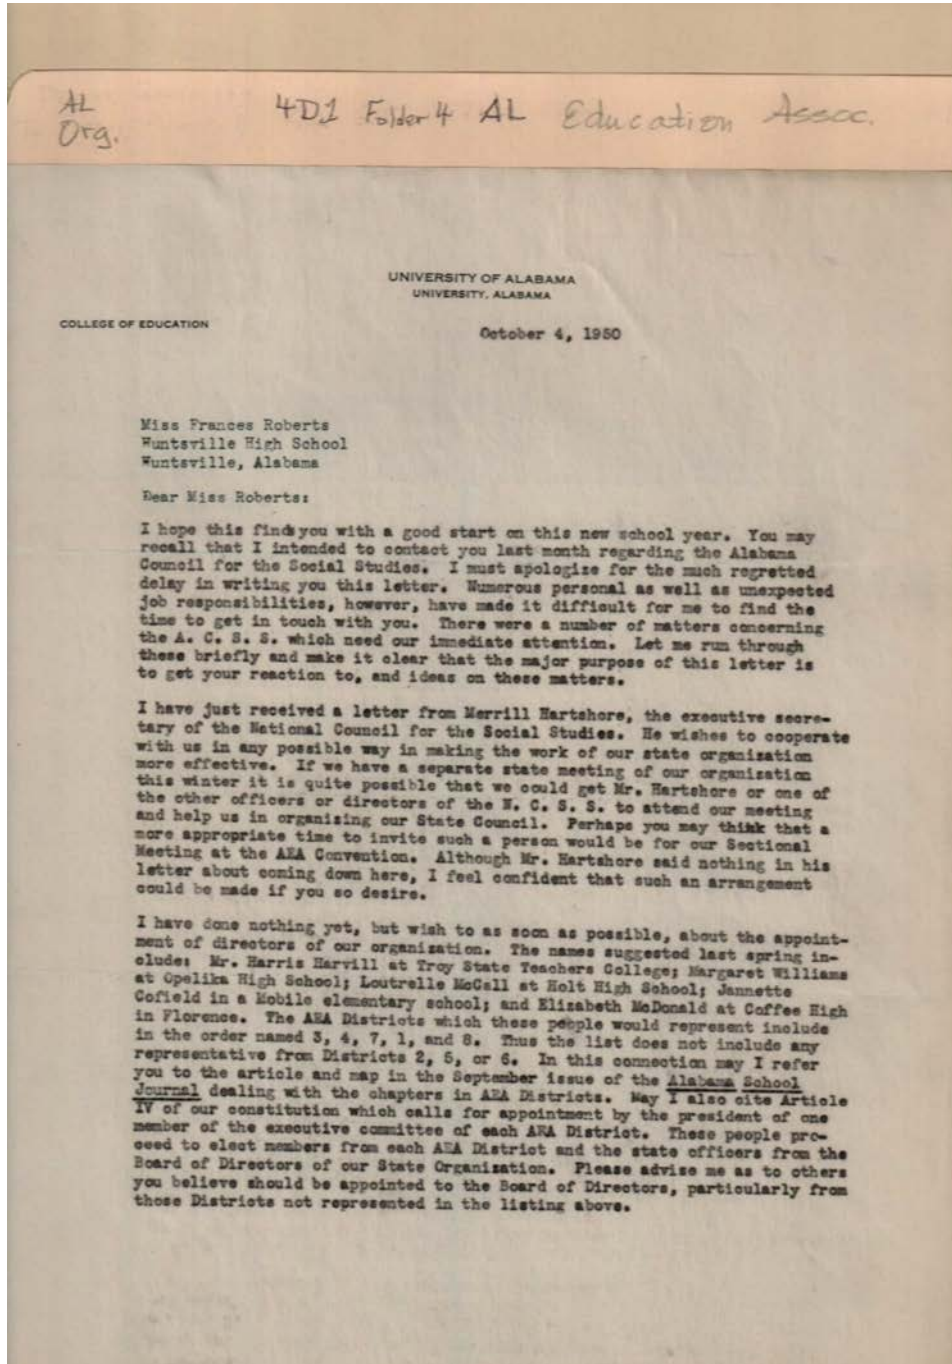 AL 4D1 Folder 4 AL Education Assoc.
Org.
UNIVERSITY OF ALABAMA
UNIVERSITY, ALABAMA
COLLEGE OF EDUCATION
October 4, 1950
Miss Frances Roberts
Huntsville High School
Huntsville, Alabama
Dear Miss Roberts:
I hope this finds you with a good start on this new school year. You may
recall that I intended to contact you last month regarding the Alabama
Council for the Social Studies. I must apologize for the much regretted
delay in writing you this letter. Numerous personal as well as unexpected
job responsibilities, however, have made it difficult for me to find the
time to get in touch with you. There were a number of matters concerning
the A. C. S. S. which need our immediate attention. Let me run through
these briefly and make it clear that the major purpose of this letter is
to get your reaction to, and ideas on these matters.
I have just received a letter from Merrill Hartshore, the executive secre-
tary of the National Council for the Social Studies. He wishes to cooperate
with us in any possible way in making the work of our state organization
more effective. If we have a separate state meeting of our organization
this winter it is quite possible that we could get Mr. Hartshore or one of
the other officers or directors of the N. C. S. S. to attend our meeting
and help us in organizing our State Council. Perhaps you may think that a
more appropriate time to invite such a person would be for our Sectional
Meeting at the AEA Convention. Although Mr. Hartshore said nothing in his
letter about coming down here, I feel confident that such an arrangement
could be made if you so desire.
I have done nothing yet, but wish to as soon as possible, about the appoint-
ment of directors of our organization. The names suggested last spring in-
clude: Mr. Harris Harvill at Troy State Teachers College; Margaret Williams
at Opelika High School; Loutrelle McCall at Holt High School; Jannette
Cofield in a Mobile elementary school; and Elizabeth McDonald at Coffee High
in Florence. The AEA Districts which these people would represent include
in the order named 3, 4, 7, 1, and 8. Thus the list does not include any
representative from Districts 2, 5, or 6. In this connection may I refer
you to the article and map in the September issue of the Alabama School
Journal dealing with the chapters in AEA Districts. May I also cite Article
IV of our constitution which calls for appointment by the president of one
member of the executive committee of each AEA District. These people pro-
ceed to elect members from each AEA District and the state officers from the
Board of Directors of our State Organization. Please advise me as to others
you believe should be appointed to the Board of Directors, particularly from
those Districts not represented in the listing above.